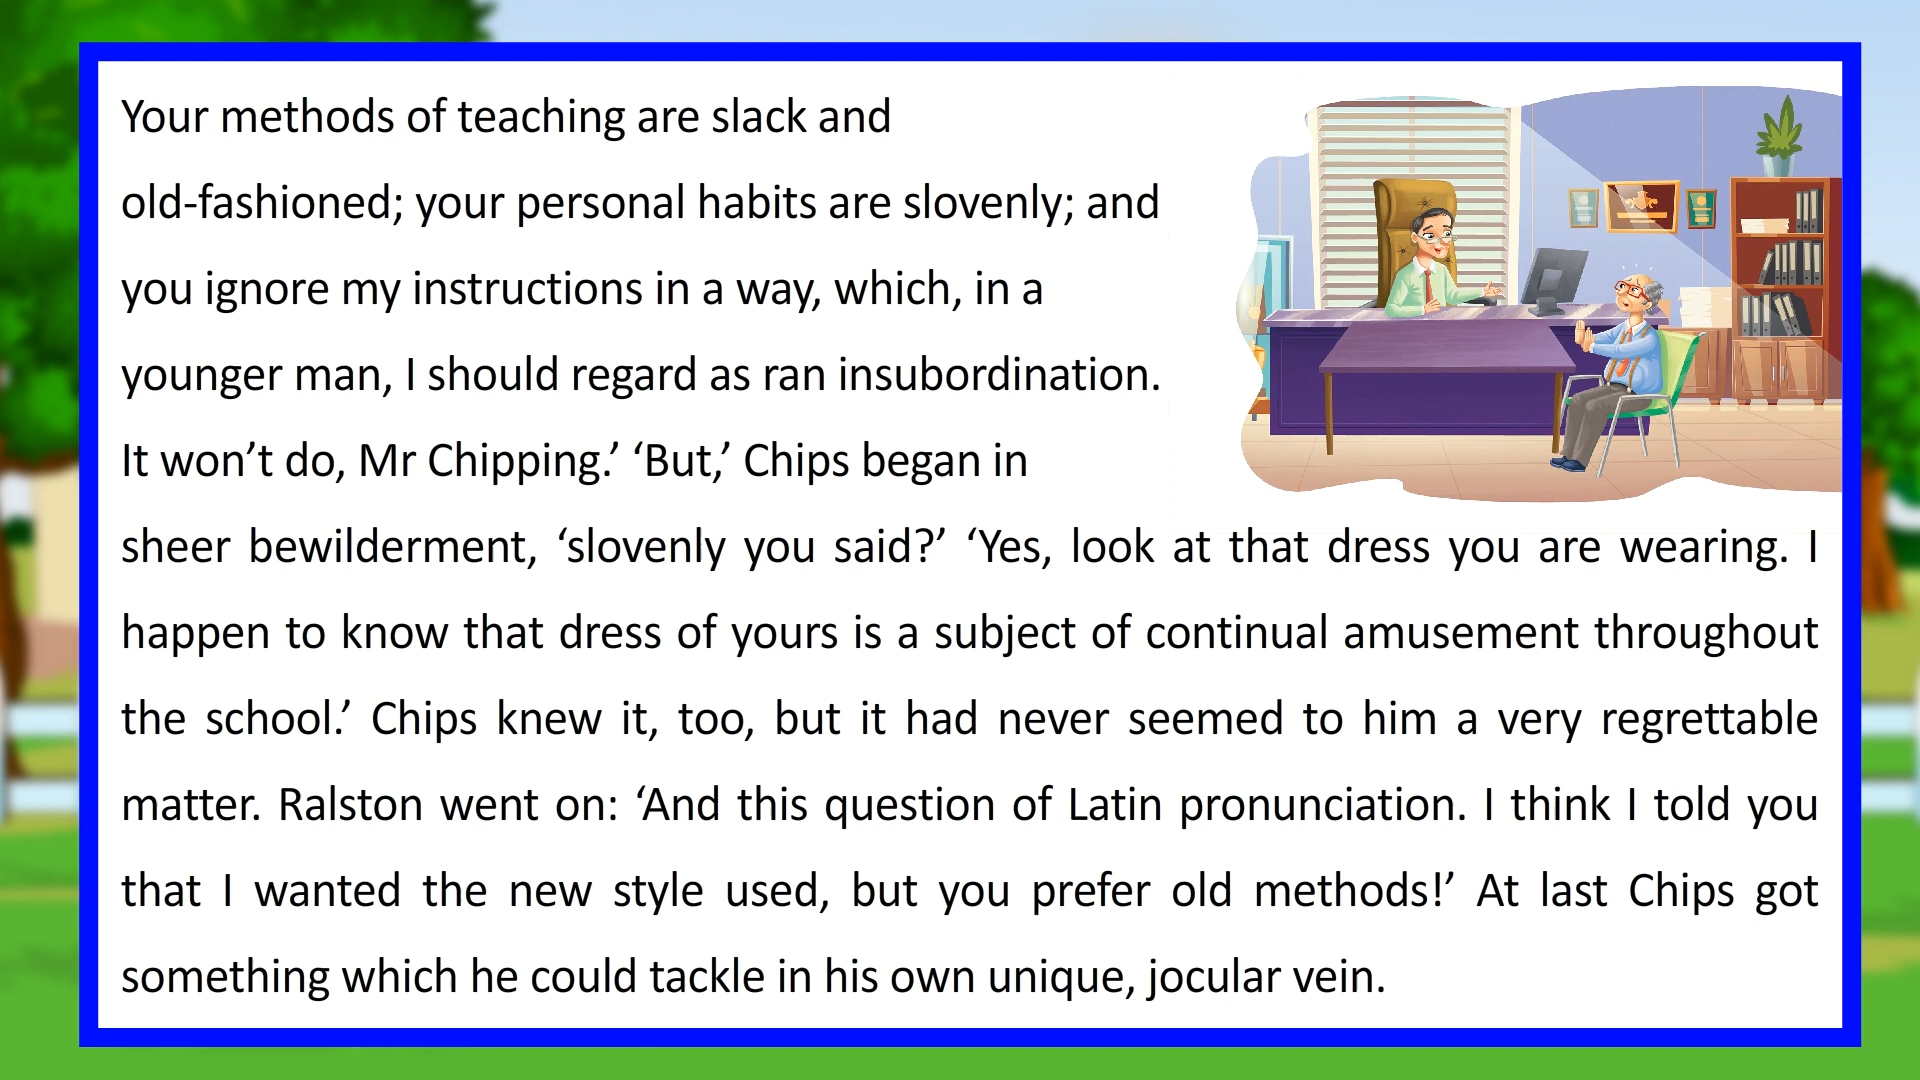 Your methods of teaching are slack and
old-fashioned; your personal habits are slovenly; and
you ignore my instructions in a way, which, in a
younger man, I should regard as ran insubordination.
It won’t do, Mr Chipping.’ ‘But,’ Chips began in
sheer bewilderment, ‘slovenly you said?’ ‘Yes, look at that dress you are wearing. I
happen to know that dress of yours is a subject of continual amusement throughout
the school.’ Chips knew it, too, but it had never seemed to him a very regrettable
matter. Ralston went on: ‘And this question of Latin pronunciation. I think I told you
that I wanted the new style used, but you prefer old methods!’ At last Chips got
something which he could tackle in his own unique, jocular vein.